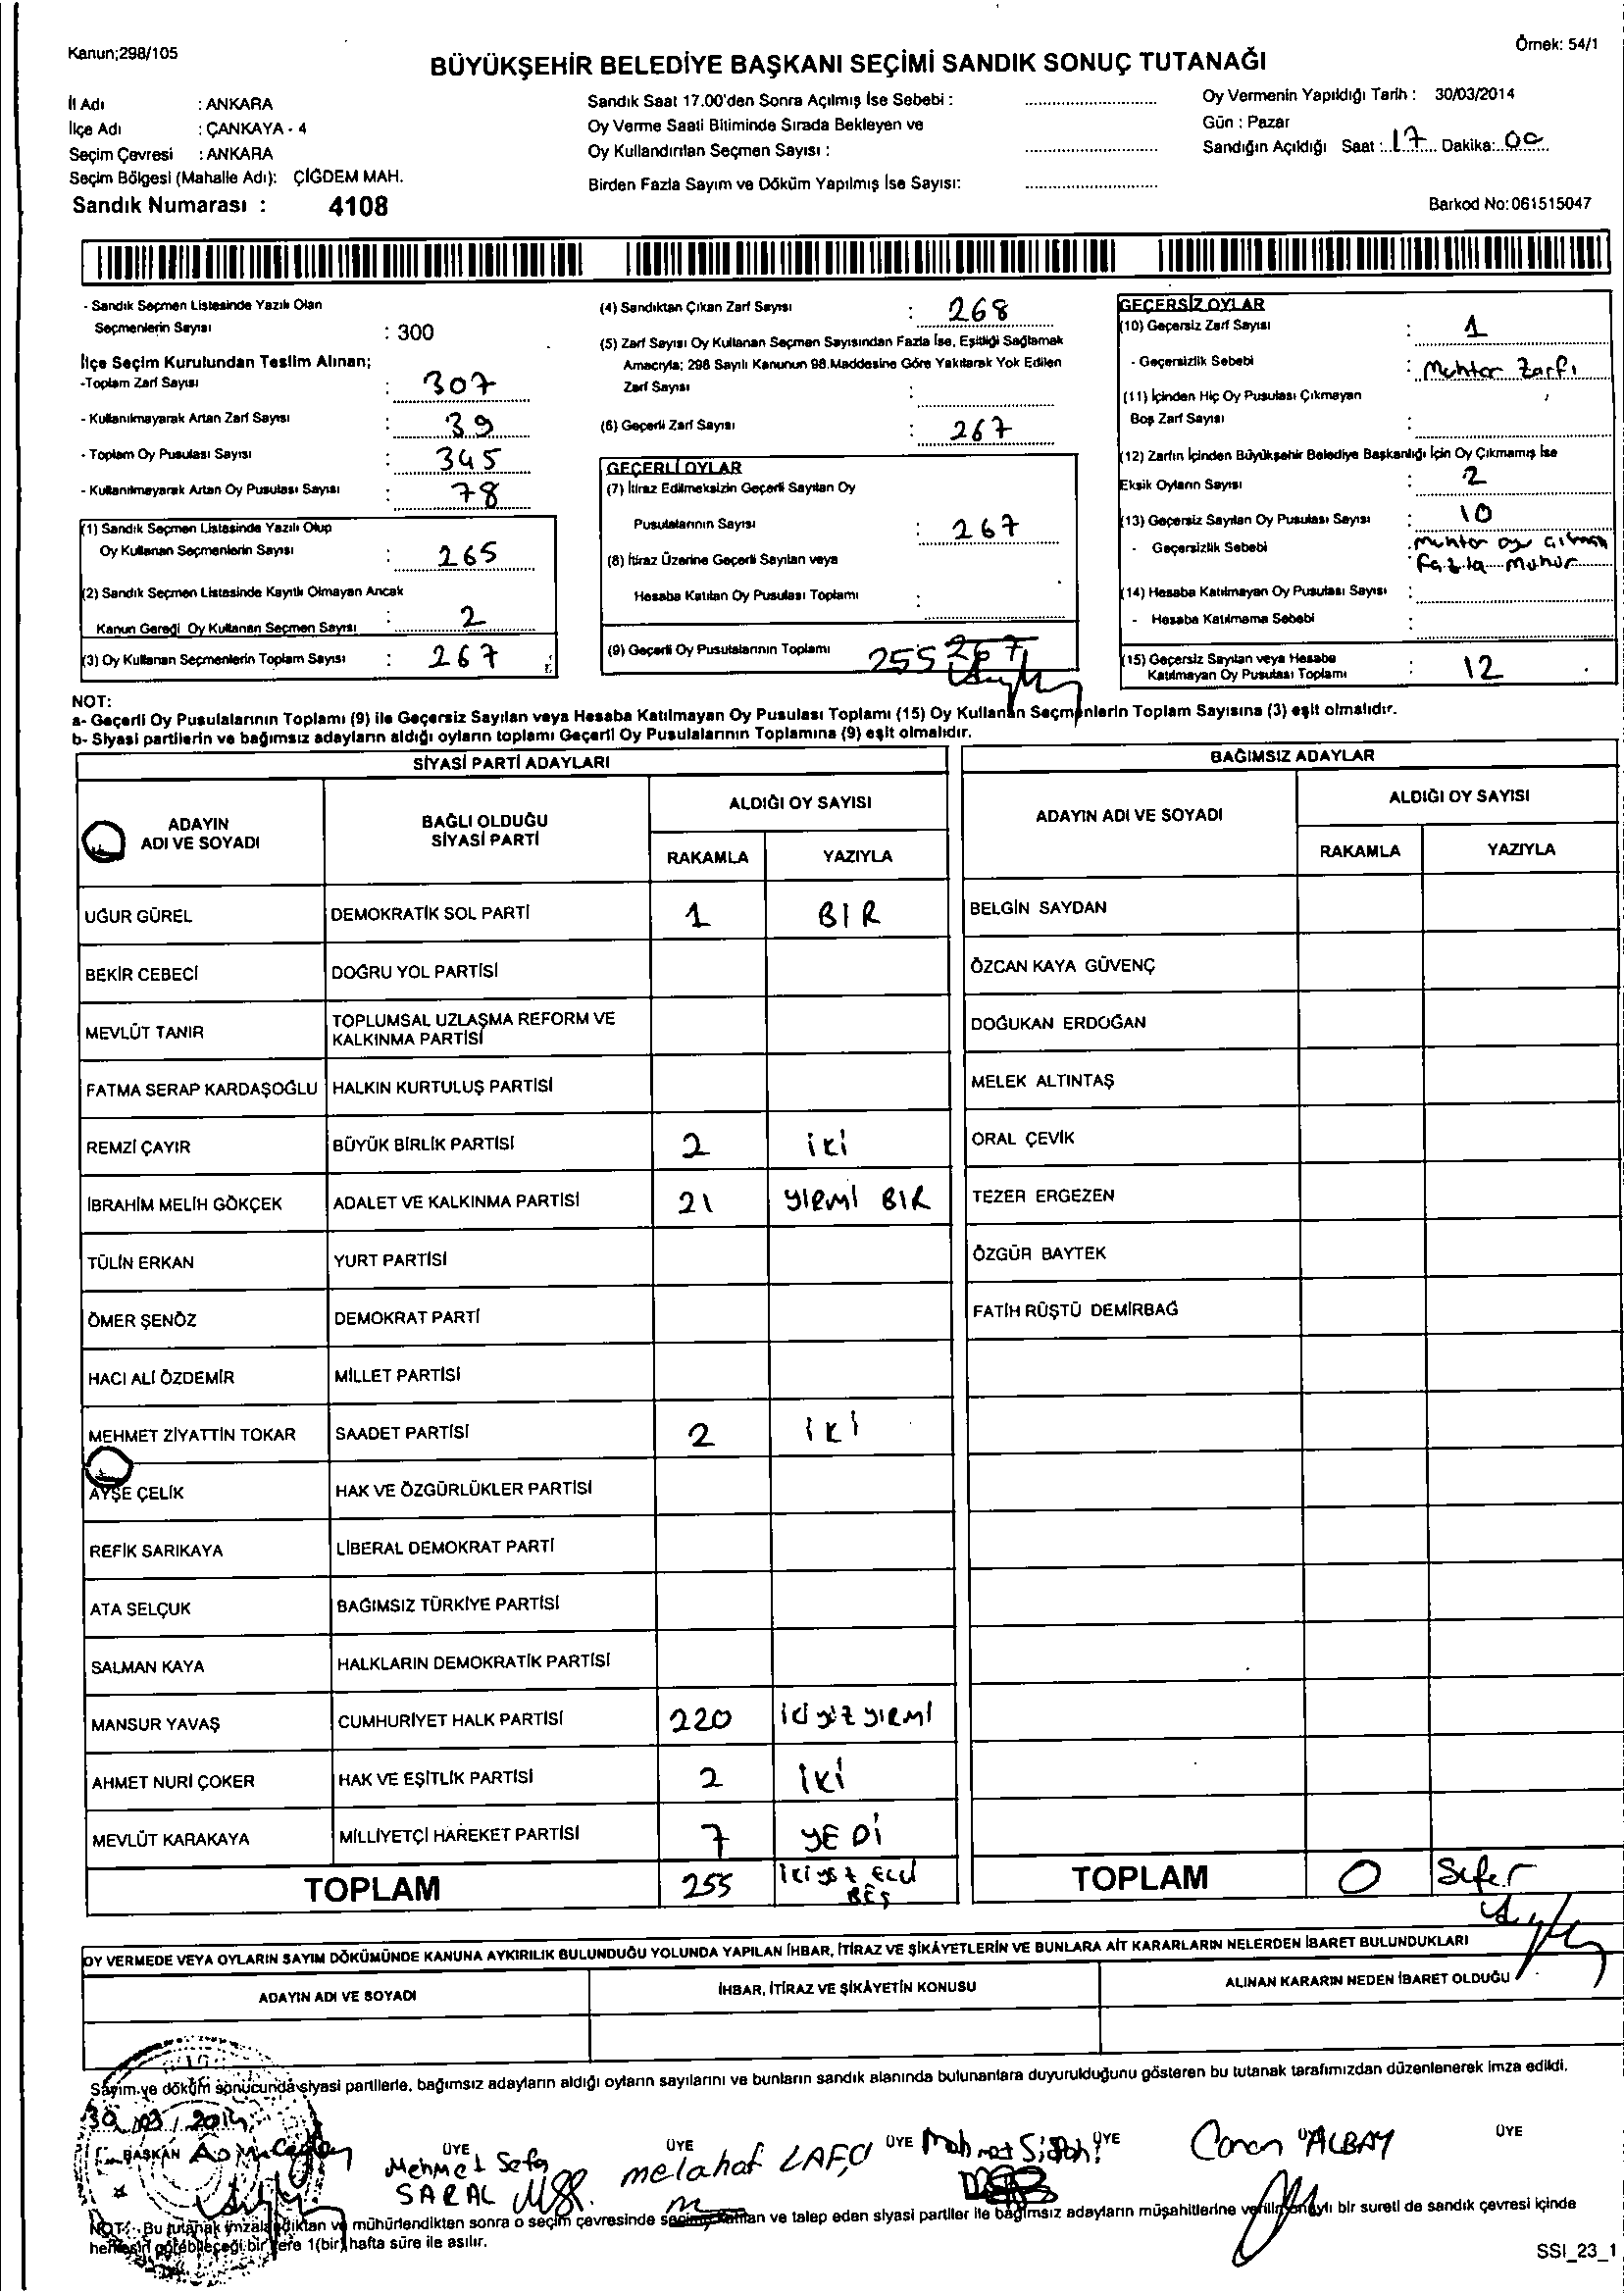 Kanun;298/105
Örnek: 54/1
BÜYÜKŞEHİR BELEDİYE BAŞKANI SEÇİMİ SANDIK SONUÇ TUTANAĞI
İl Adı : ANKARA
İlçe Adı : ÇANKAYA - 4
Seçim Çevresi : ANKARA
Seçim Bölgesi (Mahalle Adı): ÇİĞDEM MAH.
Sandık Numarası : 4108
Sandık Saat 17.00'den Sonra Açılmış İse Sebebi :
Oy Verme Saati Bitiminde Sırada Bekleyen ve
Oy Kullandırılan Seçmen Sayısı :
Birden Fazla Sayım ve Döküm Yapılmış İse Sayısı:
Oy Vermenin Yapıldığı Tarih : 30/03/2014
Gün : Pazar
Sandığın Açıldığı Saat : 17 Dakika: 00
Barkod No:061515047
- Sandık Seçmen Listesinde Yazılı Olan
Seçmenlerin Sayısı : 300
İlçe Seçim Kurulundan Teslim Alınan;
-Toplam Zarf Sayısı : 307
- Kullanılmayarak Artan Zarf Sayısı : 39
- Toplam Oy Pusulası Sayısı : 345
- Kullanılmayarak Artan Oy Pusulası Sayısı : 78
(1) Sandık Seçmen Listesinde Yazılı Olup
Oy Kullanan Seçmenlerin Sayısı : 265
(2) Sandık Seçmen Listesinde Kayıtlı Olmayan Ancak
Kanun Gereği Oy Kullanan Seçmen Sayısı : 2
(3) Oy Kullanan Seçmenlerin Toplam Sayısı : 267
(4) Sandıktan Çıkan Zarf Sayısı : 268
(5) Zarf Sayısı Oy Kullanan Seçmen Sayısından Fazla İse, Eşitliği Sağlamak
Amacıyla; 298 Sayılı Kanunun 98.Maddesine Göre Yakılarak Yok Edilen
Zarf Sayısı :
(6) Geçerli Zarf Sayısı : 267
GEÇERLİ OYLAR
(7) İtiraz Edilmeksizin Geçerli Sayılan Oy
Pusulalarının Sayısı : 267
(8) İtiraz Üzerine Geçerli Sayılan veya
Hesaba Katılan Oy Pusulası Toplamı :
(9) Geçerli Oy Pusulalarının Toplamı 255 267
GEÇERSİZ OYLAR
(10) Geçersiz Zarf Sayısı : 1
- Geçersizlik Sebebi : Muhtar Zarfı
(11) İçinden Hiç Oy Pusulası Çıkmayan
Boş Zarf Sayısı :
(12) Zarfın İçinden Büyükşehir Belediye Başkanlığı İçin Oy Çıkmamış İse
Eksik Oyların Sayısı : 2
(13) Geçersiz Sayılan Oy Pusulası Sayısı : 10
- Geçersizlik Sebebi : muhtar oyu
Fazla Mühür
(14) Hesaba Katılmayan Oy Pusulası Sayısı :
- Hesaba Katılmama Sebebi :
(15) Geçersiz Sayılan veya Hesaba
Katılmayan Oy Pusulası Toplamı : 12
NOT:
a- Geçerli Oy Pusulalarının Toplamı (9) ile Geçersiz Sayılan veya Hesaba Katılmayan Oy Pusulası Toplamı (15) Oy Kullanan Seçmenlerin Toplam Sayısına (3) eşit olmalıdır.
b- Siyasi partilerin ve bağımsız adayların aldığı oyların toplamı Geçerli Oy Pusulalarının Toplamına (9) eşit olmalıdır.
SİYASİ PARTİ ADAYLARI
ADAYIN ADI VE SOYADI
BAĞLI OLDUĞU SİYASİ PARTİ
ALDIĞI OY SAYISI
RAKAMLA YAZIYLA
UĞUR GÜREL DEMOKRATİK SOL PARTİ 1 BIR
BEKİR CEBECİ DOĞRU YOL PARTİSİ
MEVLÜT TANIR TOPLUMSAL UZLAŞMA REFORM VE KALKINMA PARTİSİ
FATMA SERAP KARDAŞOĞLU HALKIN KURTULUŞ PARTİSİ
REMZİ ÇAYIR BÜYÜK BİRLİK PARTİSİ 2 iki
İBRAHİM MELİH GÖKÇEK ADALET VE KALKINMA PARTİSİ 21 YIRMI BIR
TÜLİN ERKAN YURT PARTİSİ
ÖMER ŞENÖZ DEMOKRAT PARTİ
HACI ALİ ÖZDEMİR MİLLET PARTİSİ
MEHMET ZİYATTİN TOKAR SAADET PARTİSİ 2 iki
AYŞE ÇELİK HAK VE ÖZGÜRLÜKLER PARTİSİ
REFİK SARIKAYA LİBERAL DEMOKRAT PARTİ
ATA SELÇUK BAĞIMSIZ TÜRKİYE PARTİSİ
SALMAN KAYA HALKLARIN DEMOKRATİK PARTİSİ
MANSUR YAVAŞ CUMHURİYET HALK PARTİSİ 220 iki yüz YIRMI
AHMET NURİ ÇOKER HAK VE EŞİTLİK PARTİSİ 2 iki
MEVLÜT KARAKAYA MİLLİYETÇİ HAREKET PARTİSİ 7 YEDİ
TOPLAM 255 iki yüz Elli BEŞ
BAĞIMSIZ ADAYLAR
ADAYIN ADI VE SOYADI
ALDIĞI OY SAYISI
RAKAMLA YAZIYLA
BELGİN SAYDAN
ÖZCAN KAYA GÜVENÇ
DOĞUKAN ERDOĞAN
MELEK ALTINTAŞ
ORAL ÇEVİK
TEZER ERGEZEN
ÖZGÜR BAYTEK
FATİH RÜŞTÜ DEMİRBAĞ
TOPLAM 0 Sıfır
OY VERMEDE VEYA OYLARIN SAYIM DÖKÜMÜNDE KANUNA AYKIRILIK BULUNDUĞU YOLUNDA YAPILAN İHBAR, İTİRAZ VE ŞİKÂYETLERİN VE BUNLARA AİT KARARLARIN NELERDEN İBARET BULUNDUKLARI
ADAYIN ADI VE SOYADI İHBAR, İTİRAZ VE ŞİKÂYETİN KONUSU ALINAN KARARIN NEDEN İBARET OLDUĞU
Sayım ve döküm sonucunda siyasi partilerle, bağımsız adayların aldığı oyların sayılarını ve bunların sandık alanında bulunanlara duyurulduğunu gösteren bu tutanak tarafımızdan düzenlenerek imza edildi.
30/03/2014
BAŞKAN ÜYE ÜYE ÜYE ÜYE ÜYE ÜYE
Mehmet Sefa SARAL
melahat LAFÇI
Caner ALBAY
NOT: - Bu tutanak imzalandıktan ve mühürlendikten sonra o seçim çevresinde seçime katılan ve talep eden siyasi partiler ile bağımsız adayların müşahitlerine verilir, onaylı bir sureti de sandık çevresi içinde
herkesin görebileceği bir yere 1(bir) hafta süre ile asılır.
SSI_23_1